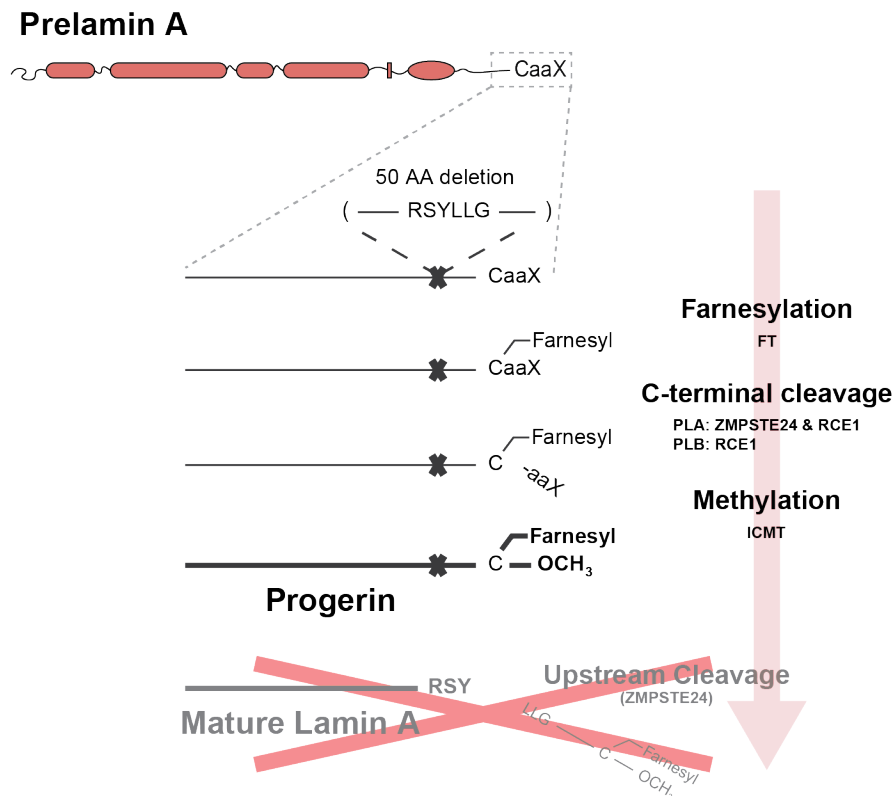 Prelamin A
CaaX
50 AA deletion
( — RSYLLG — )
CaaX
Farnesylation
FT
Farnesyl
CaaX
C-terminal cleavage
PLA: ZMPSTE24 & RCE1
PLB: RCE1
Farnesyl
C
-aaX
Methylation
ICMT
Farnesyl
C — OCH3
Progerin
RSY
Upstream Cleavage
(ZMPSTE24)
Mature Lamin A
LLG
C
Farnesyl
OCH3